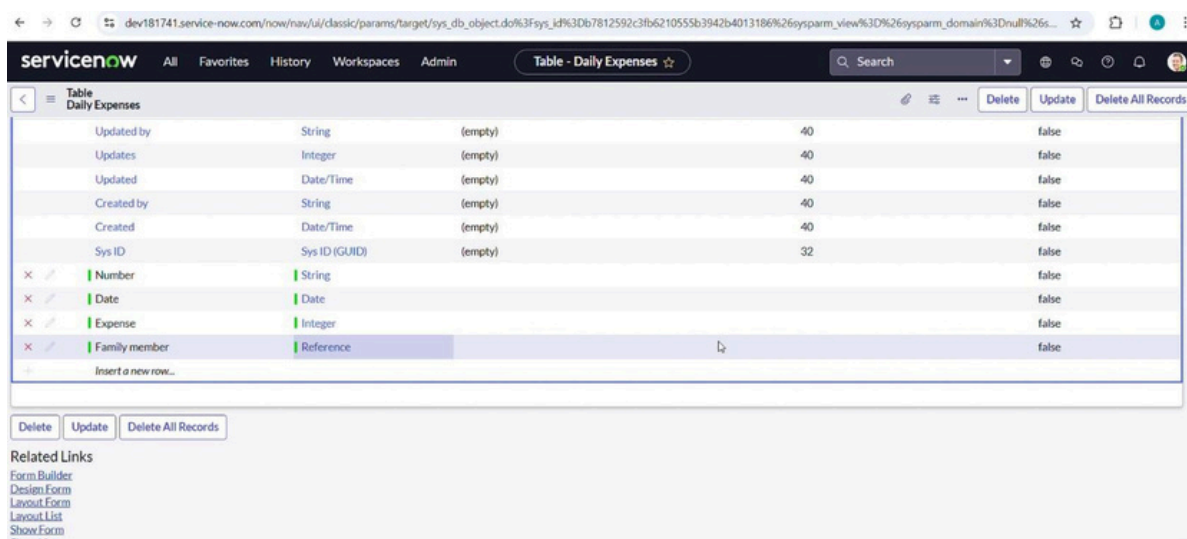 dev181741.service-now.com/now/nav/ui/classic/params/target/sys_db_object.do%3Fsys_id%3Db7812592c3fb6210555b3942b4013186%26sysparm_view%3D%26sysparm_domain%3Dnull%26s...
A
servicenow All Favorites History Workspaces Admin Table - Daily Expenses Search
Table
Daily Expenses
Delete Update Delete All Records
Updated by String (empty) 40 false
Updates Integer (empty) 40 false
Updated Date/Time (empty) 40 false
Created by String (empty) 40 false
Created Date/Time (empty) 40 false
Sys ID Sys ID (GUID) (empty) 32 false
Number String false
Date Date false
Expense Integer false
Family member Reference false
Insert a new row...
Delete Update Delete All Records
Related Links
Form Builder
Design Form
Layout Form
Layout List
Show Form